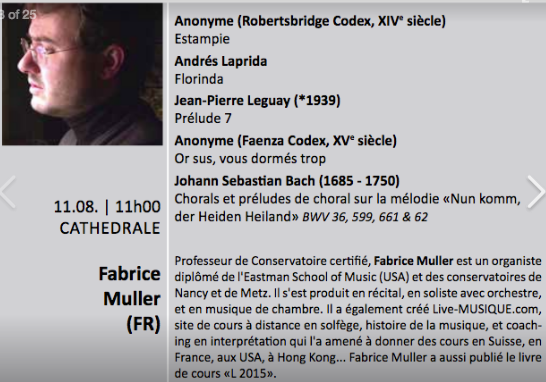 3 of 25
Anonyme (Robertsbridge Codex, XIVe siècle)
Estampie
Andrés Laprida
Florinda
Jean-Pierre Leguay (*1939)
Prélude 7
Anonyme (Faenza Codex, XVe siècle)
Or sus, vous dormés trop
Johann Sebastian Bach (1685 - 1750)
Chorals et préludes de choral sur la mélodie «Nun komm,
der Heiden Heiland» BWV 36, 599, 661 & 62
11.08. | 11h00
CATHEDRALE
Fabrice
Muller
(FR)
Professeur de Conservatoire certifié, Fabrice Muller est un organiste
diplômé de l'Eastman School of Music (USA) et des conservatoires de
Nancy et de Metz. Il s'est produit en récital, en soliste avec orchestre,
et en musique de chambre. Il a également créé Live-MUSIQUE.com,
site de cours à distance en solfège, histoire de la musique, et coach-
ing en interprétation qui l'a amené à donner des cours en Suisse, en
France, aux USA, à Hong Kong... Fabrice Muller a aussi publié le livre
de cours «L 2015».